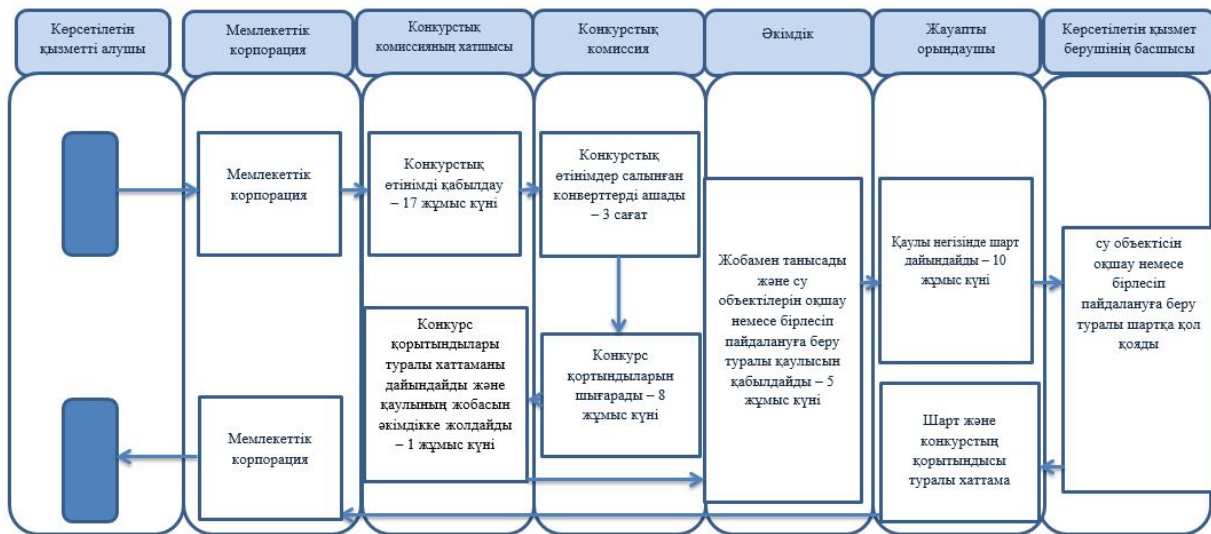 Көрсетілетін
қызметті алушы
Мемлекеттік
корпорация
Конкурстық
комиссияның хатшысы
Конкурстық
комиссия
Әкімдік
Жауапты
орындаушы
Көрсетілетін қызмет
берушінің басшысы
Мемлекеттік
корпорация
Конкурстық
өтінімді қабылдау
– 17 жұмыс күні
Конкурстық
өтінімдер салынған
конверттерді ашады
– 3 сағат
Жобамен танысады
және су
объектілерін оқшау
немесе бірлесіп
пайдалануға беру
туралы қаулысын
қабылдайды – 5
жұмыс күні
Қаулы негізінде шарт
дайындайды – 10
жұмыс күні
су объектісін
оқшау немесе
бірлесіп
пайдалануға беру
туралы шартқа қол
қояды
Конкурс
қорытындылары
туралы хаттаманы
дайындайды және
қаулының жобасын
әкімдікке жолдайды
– 1 жұмыс күні
Конкурс
қортындыларын
шығарады – 8
жұмыс күні
Шарт және
конкурстың
қорытындысы
туралы хаттама
Мемлекеттік
корпорация